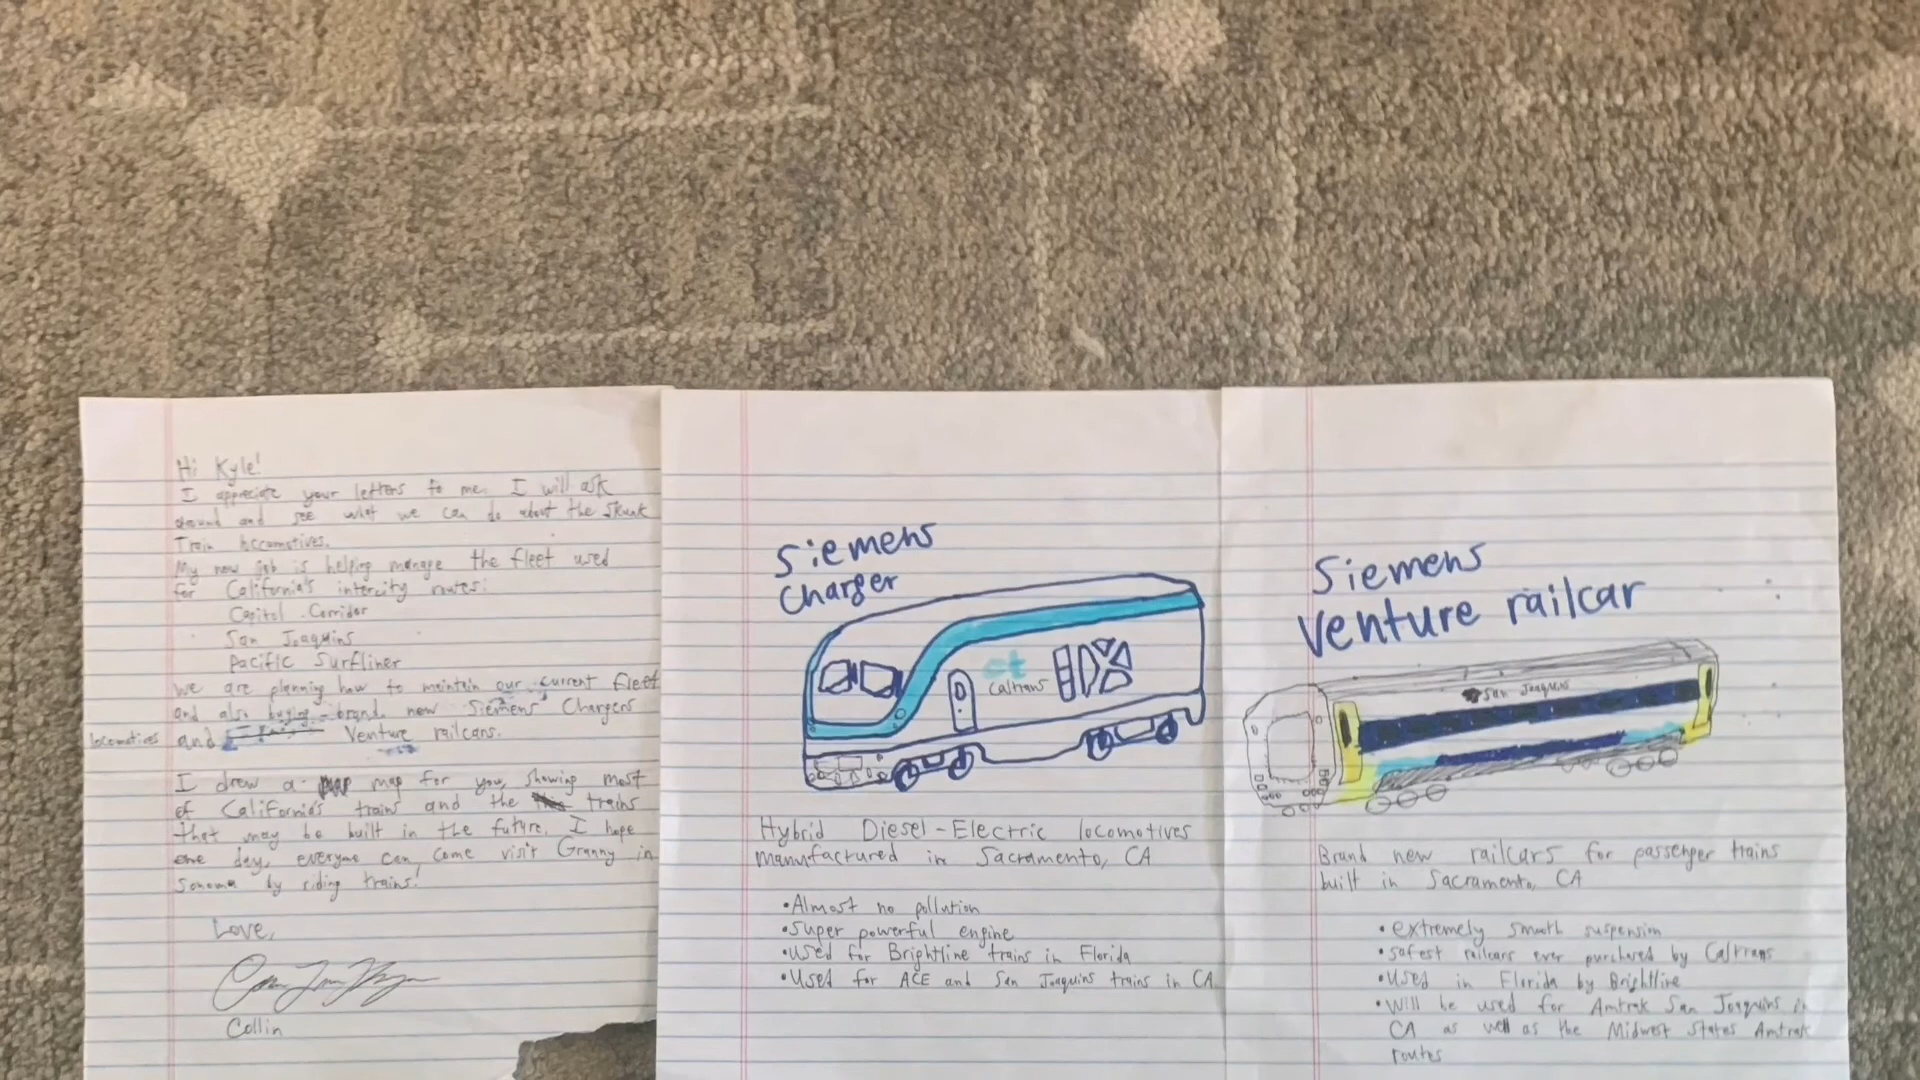 Hi Kyle!
I appreciate your letters to me. I will ask
around and see what we can do about the Skunk
Train locomotives.
My new job is helping manage the fleet used
for California's intercity routes:
Capitol Corridor
San Joaquins
Pacific Surfliner
We are planning how to maintain our current fleet
and also buying brand new Siemens Chargers
locomotives and Venture railcars.
I drew a map for you, showing most
of California's trains and the trains
that may be built in the future. I hope
one day, everyone can come visit Granny in
Sonoma by riding trains!
Love,
Collin
Siemens
Charger
ct
Caltrans
Hybrid Diesel-Electric locomotives
manufactured in Sacramento, CA
•Almost no pollution
•Super powerful engine
•Used for Brightline trains in Florida
•Used for ACE and San Joaquins trains in CA
Siemens
Venture railcar
San Joaquins
Brand new railcars for passenger trains
built in Sacramento, CA
•extremely smooth suspension
•safest railcars ever purchased by Caltrans
•Used in Florida by Brightline
•Will be used for Amtrak San Joaquins in
CA as well as the Midwest States Amtrak
routes